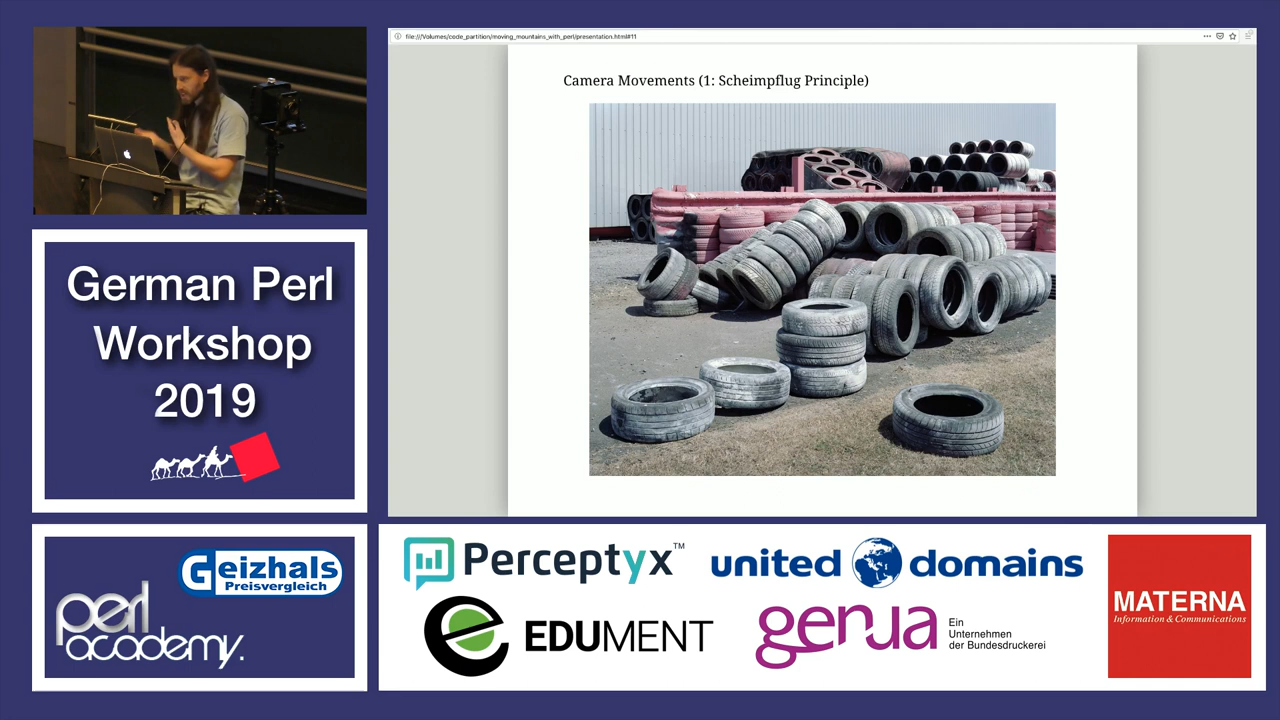 file:///Volumes/code_partition/moving_mountains_with_perl/presentation.html#11
Camera Movements (1: Scheimpflug Principle)
German Perl
Workshop
2019
Geizhals
Preisvergleich
perl
academy.
Perceptyx™
united domains
EDUMENT
genua
Ein
Unternehmen
der Bundesdruckerei
MATERNA
Information & Communications